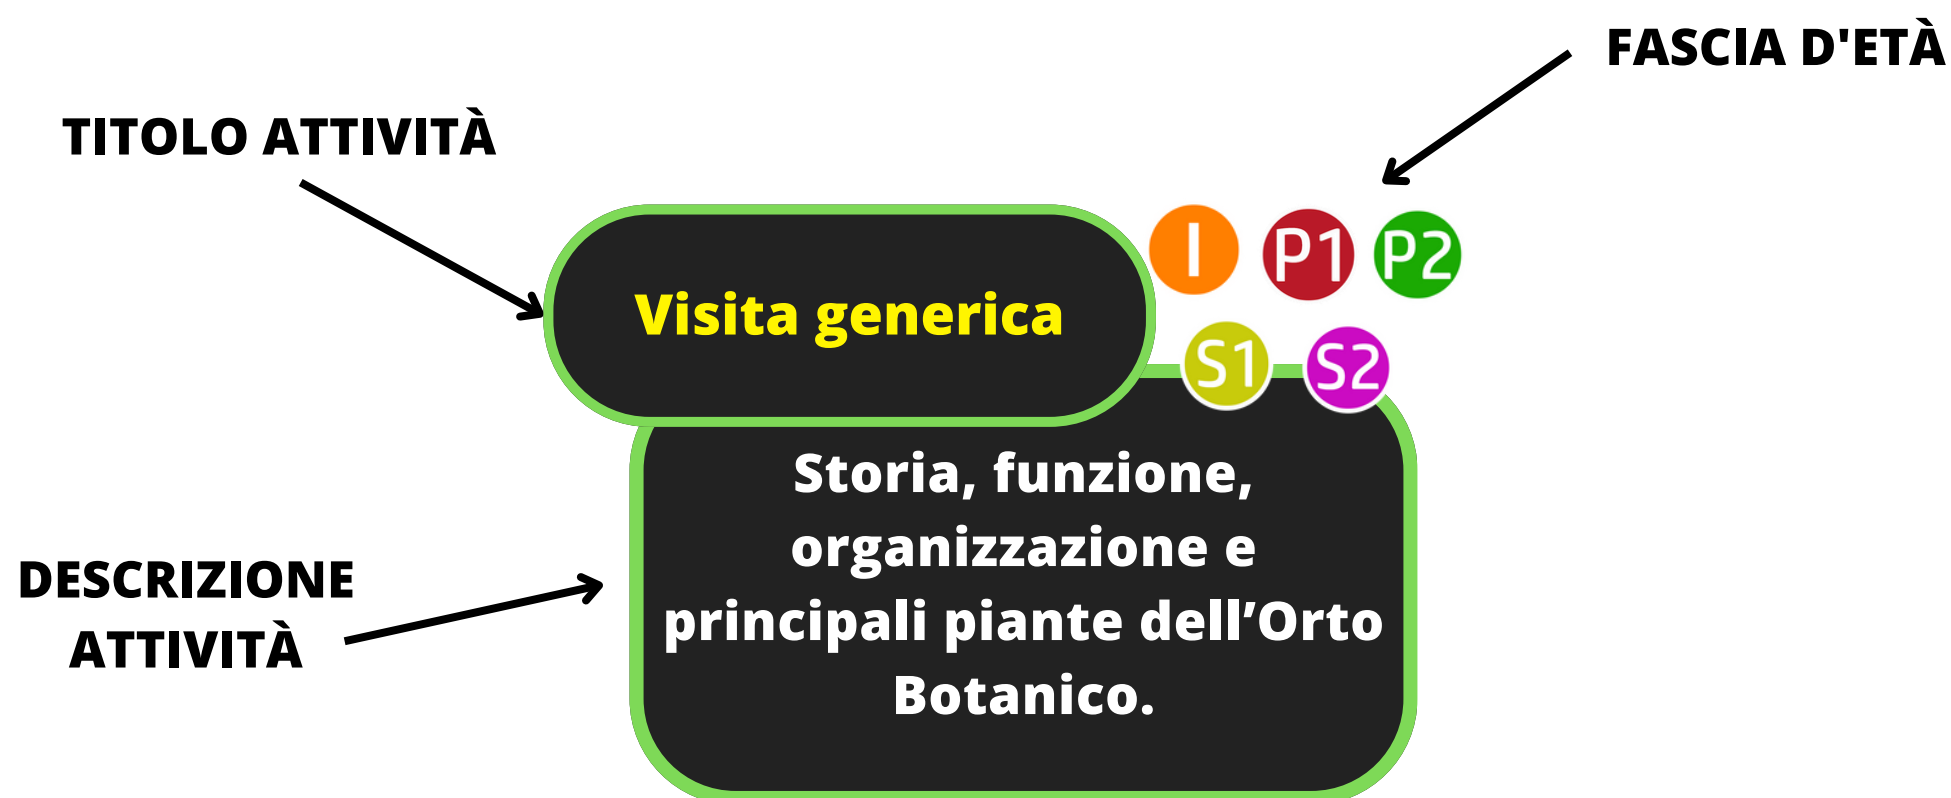 FASCIA D'ETÀ
TITOLO ATTIVITÀ
I P1 P2
Visita generica
S1 S2
Storia, funzione,
organizzazione e
principali piante dell’Orto
Botanico.
DESCRIZIONE
ATTIVITÀ